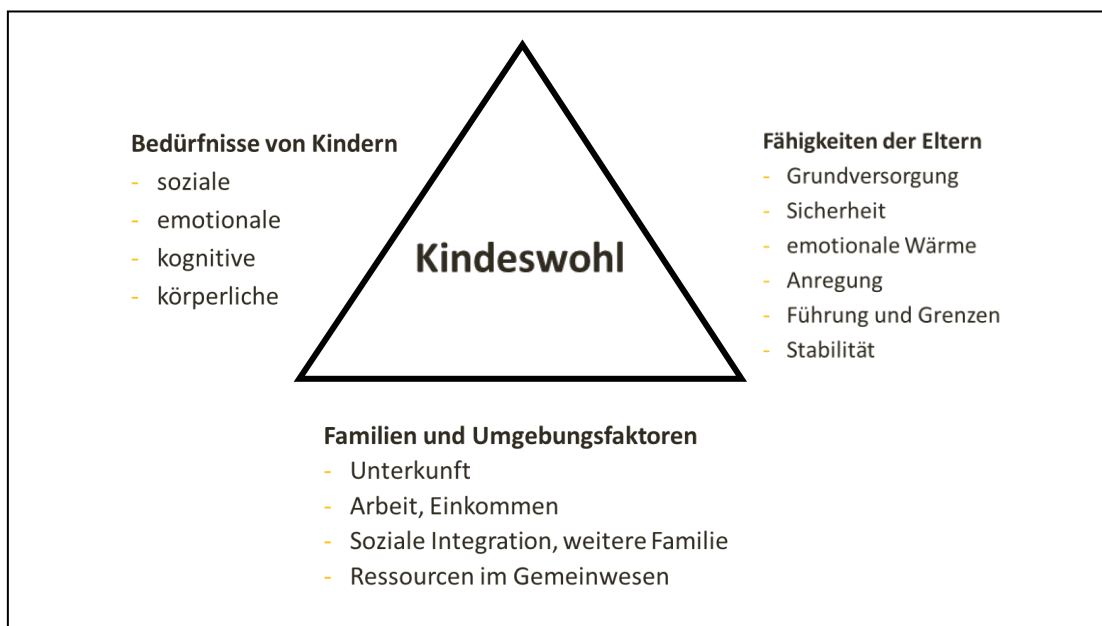 Bedürfnisse von Kindern
- soziale
- emotionale
- kognitive
- körperliche
Kindeswohl
Fähigkeiten der Eltern
- Grundversorgung
- Sicherheit
- emotionale Wärme
- Anregung
- Führung und Grenzen
- Stabilität
Familien und Umgebungsfaktoren
- Unterkunft
- Arbeit, Einkommen
- Soziale Integration, weitere Familie
- Ressourcen im Gemeinwesen